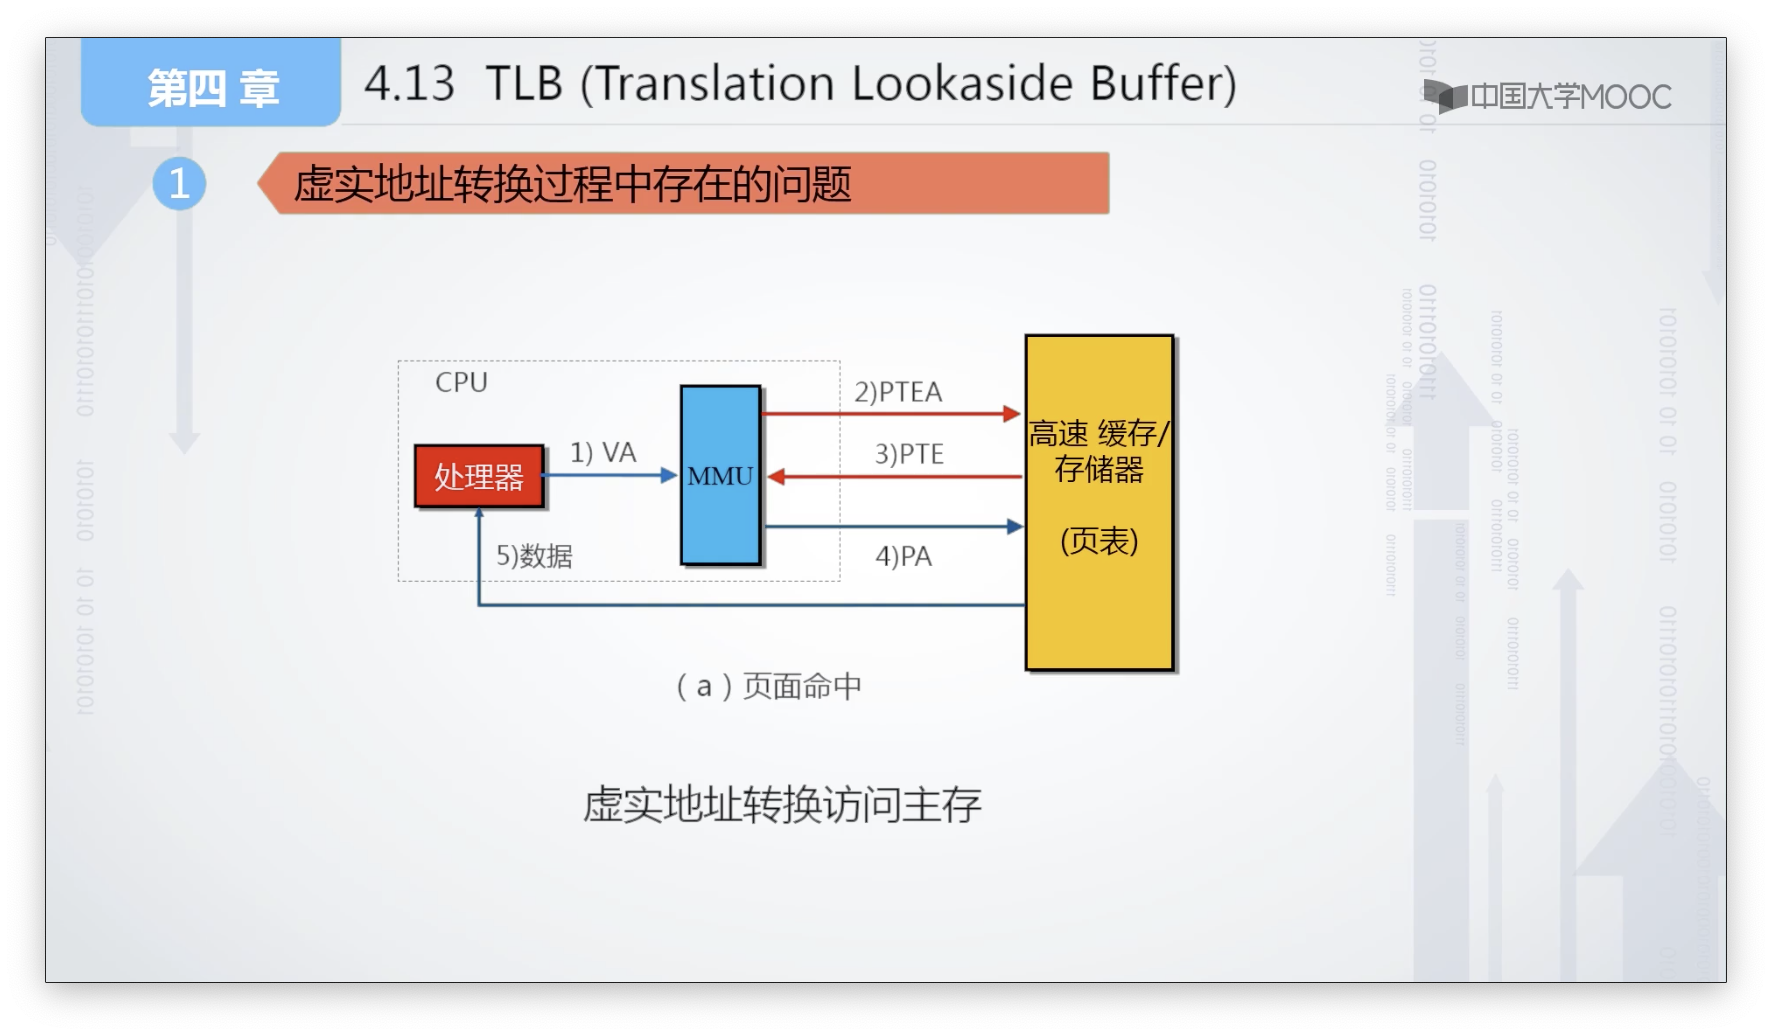 第四 章
4.13 TLB (Translation Lookaside Buffer)
中国大学MOOC
1
虚实地址转换过程中存在的问题
CPU
处理器
1) VA
MMU
2)PTEA
3)PTE
4)PA
5)数据
高速 缓存/
存储器
(页表)
（a）页面命中
虚实地址转换访问主存